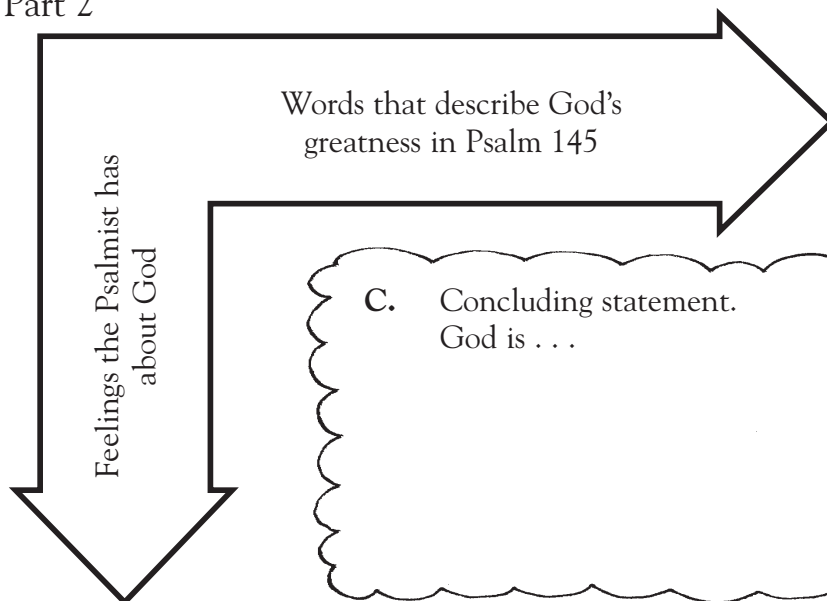 Part 2
Words that describe God's
greatness in Psalm 145
Feelings the Psalmist has
about God
C. Concluding statement.
God is . . .